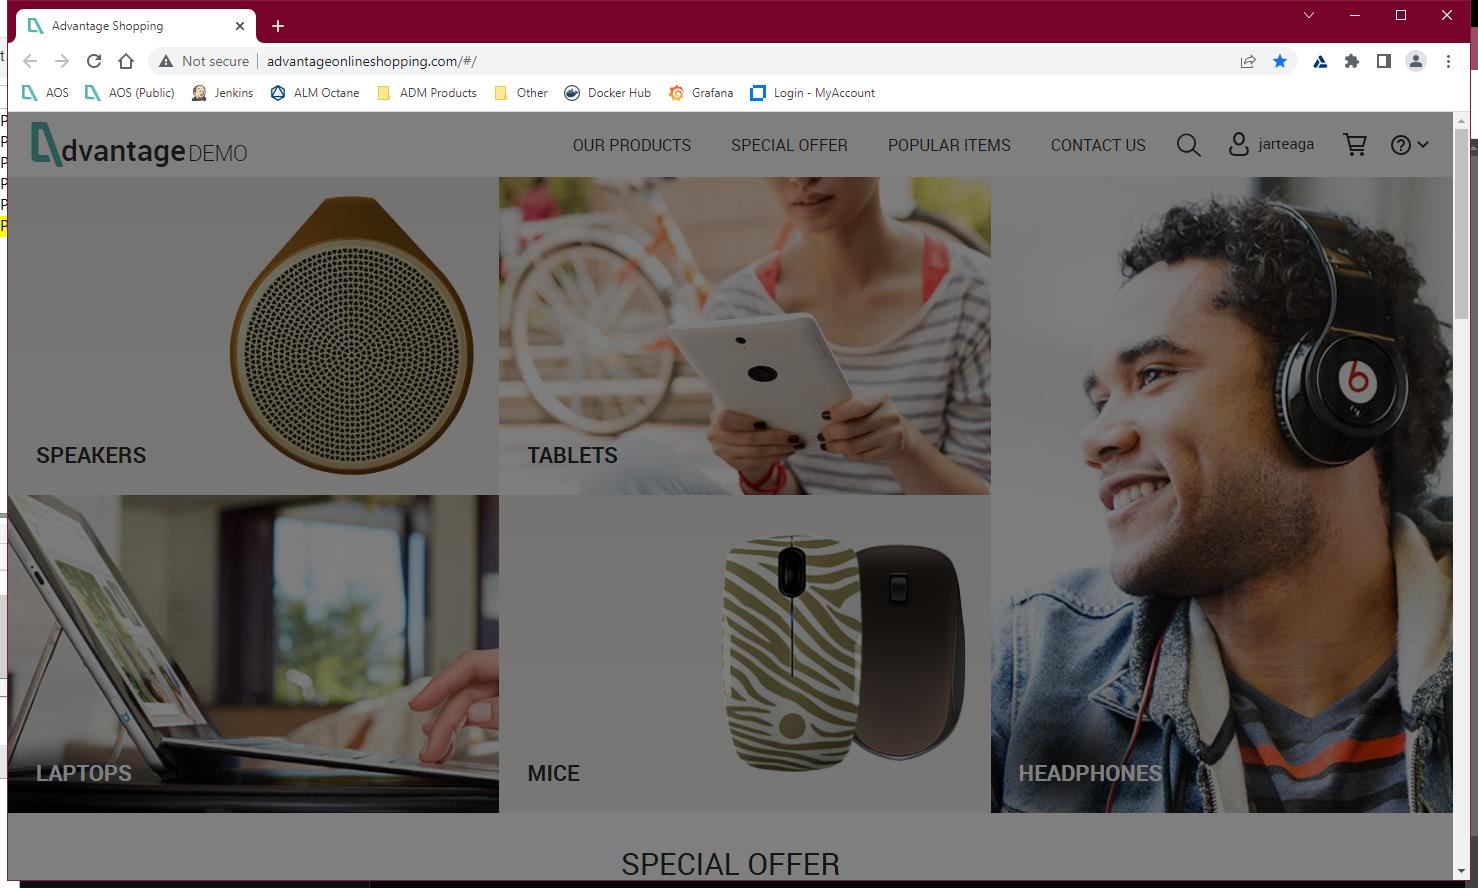 Advantage Shopping
Not secure advantageonlineshopping.com/#/
AOS AOS (Public) Jenkins ALM Octane ADM Products Other Docker Hub Grafana Login - MyAccount
dvantage DEMO OUR PRODUCTS SPECIAL OFFER POPULAR ITEMS CONTACT US jarteaga
SPEAKERS
TABLETS
LAPTOPS
MICE
HEADPHONES
SPECIAL OFFER